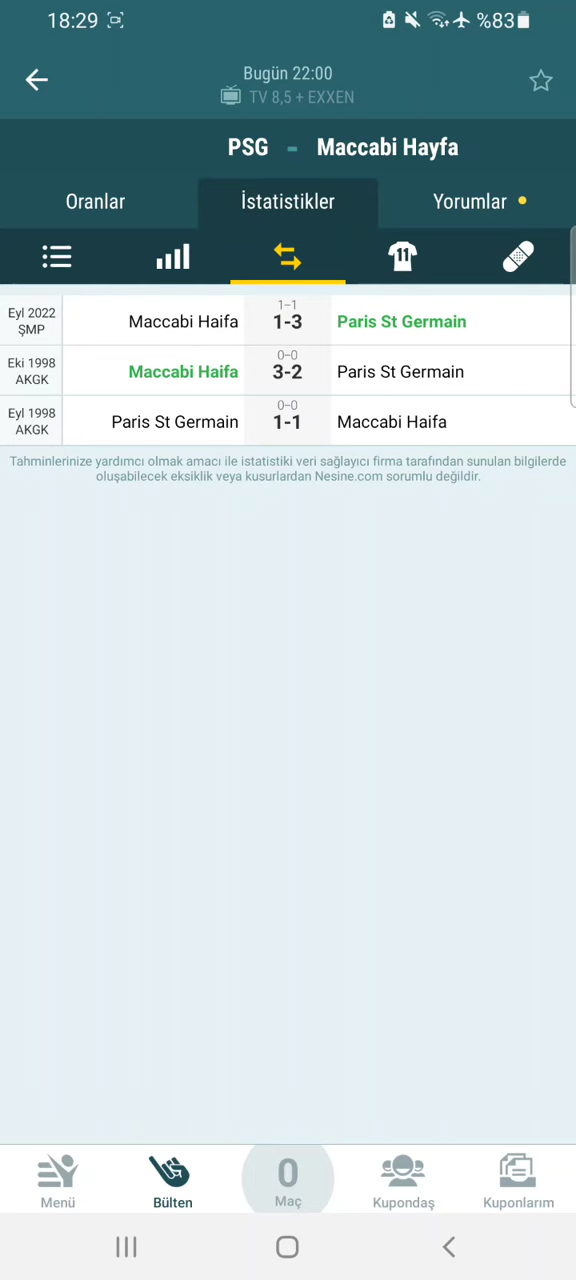 18:29 %83
Bugün 22:00
TV 8,5 + EXXEN
PSG - Maccabi Hayfa
Oranlar İstatistikler Yorumlar
11
Eyl 2022
ŞMP
Maccabi Haifa
1-1
1-3
Paris St Germain
Eki 1998
AKGK
Maccabi Haifa
0-0
3-2
Paris St Germain
Eyl 1998
AKGK
Paris St Germain
0-0
1-1
Maccabi Haifa
Tahminlerinize yardımcı olmak amacı ile istatistiki veri sağlayıcı firma tarafından sunulan bilgilerde
oluşabilecek eksiklik veya kusurlardan Nesine.com sorumlu değildir.
0
Menü Bülten Maç Kupondaş Kuponlarım